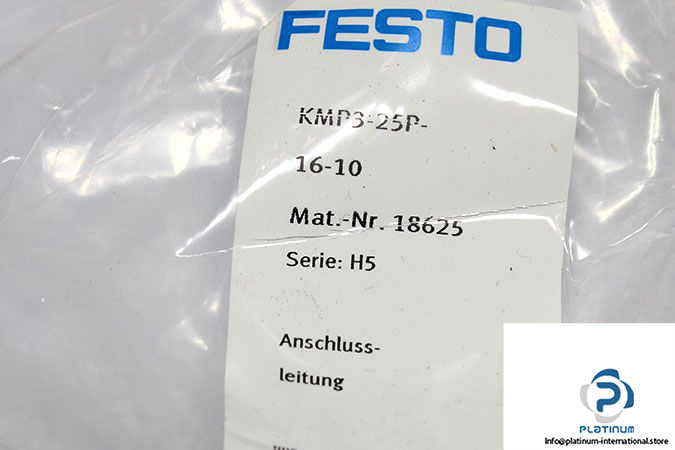 FESTO
KMP3-25P-
16-10
Mat.-Nr. 18625
Serie: H5
Anschluss-
leitung
PLATINUM
Info@platinum-international.store